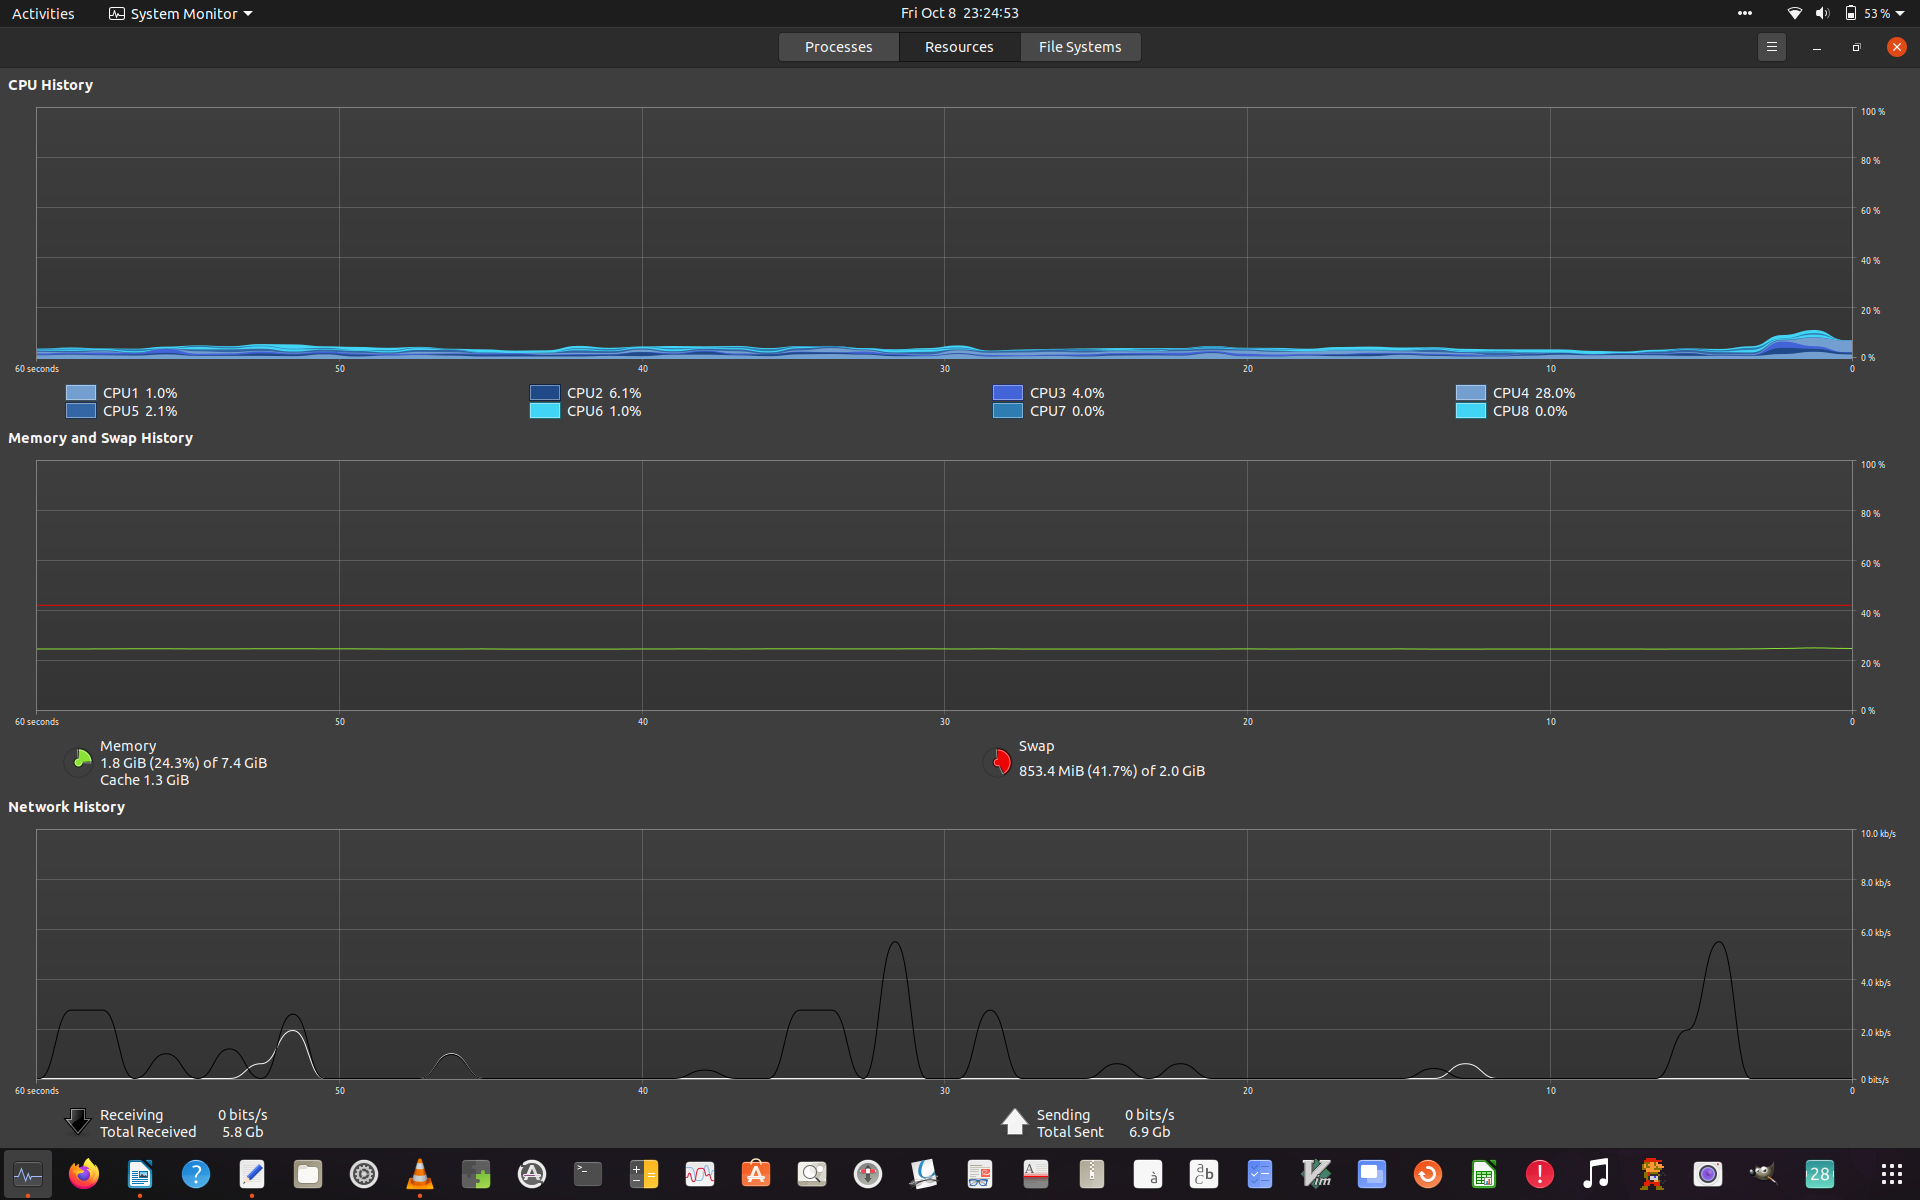 Activities System Monitor Fri Oct 8 23:24:53 53 %
Processes Resources File Systems
CPU History
100 %
80 %
60 %
40 %
20 %
0 %
60 seconds 50 40 30 20 10 0
CPU1 1.0% CPU2 6.1% CPU3 4.0% CPU4 28.0%
CPU5 2.1% CPU6 1.0% CPU7 0.0% CPU8 0.0%
Memory and Swap History
100 %
80 %
60 %
40 %
20 %
0 %
60 seconds 50 40 30 20 10 0
Memory
1.8 GiB (24.3%) of 7.4 GiB
Cache 1.3 GiB
Swap
853.4 MiB (41.7%) of 2.0 GiB
Network History
10.0 kb/s
8.0 kb/s
6.0 kb/s
4.0 kb/s
2.0 kb/s
0 bits/s
60 seconds 50 40 30 20 10 0
Receiving 0 bits/s
Total Received 5.8 Gb
Sending 0 bits/s
Total Sent 6.9 Gb
? >_ A à a b c Vim ! 28